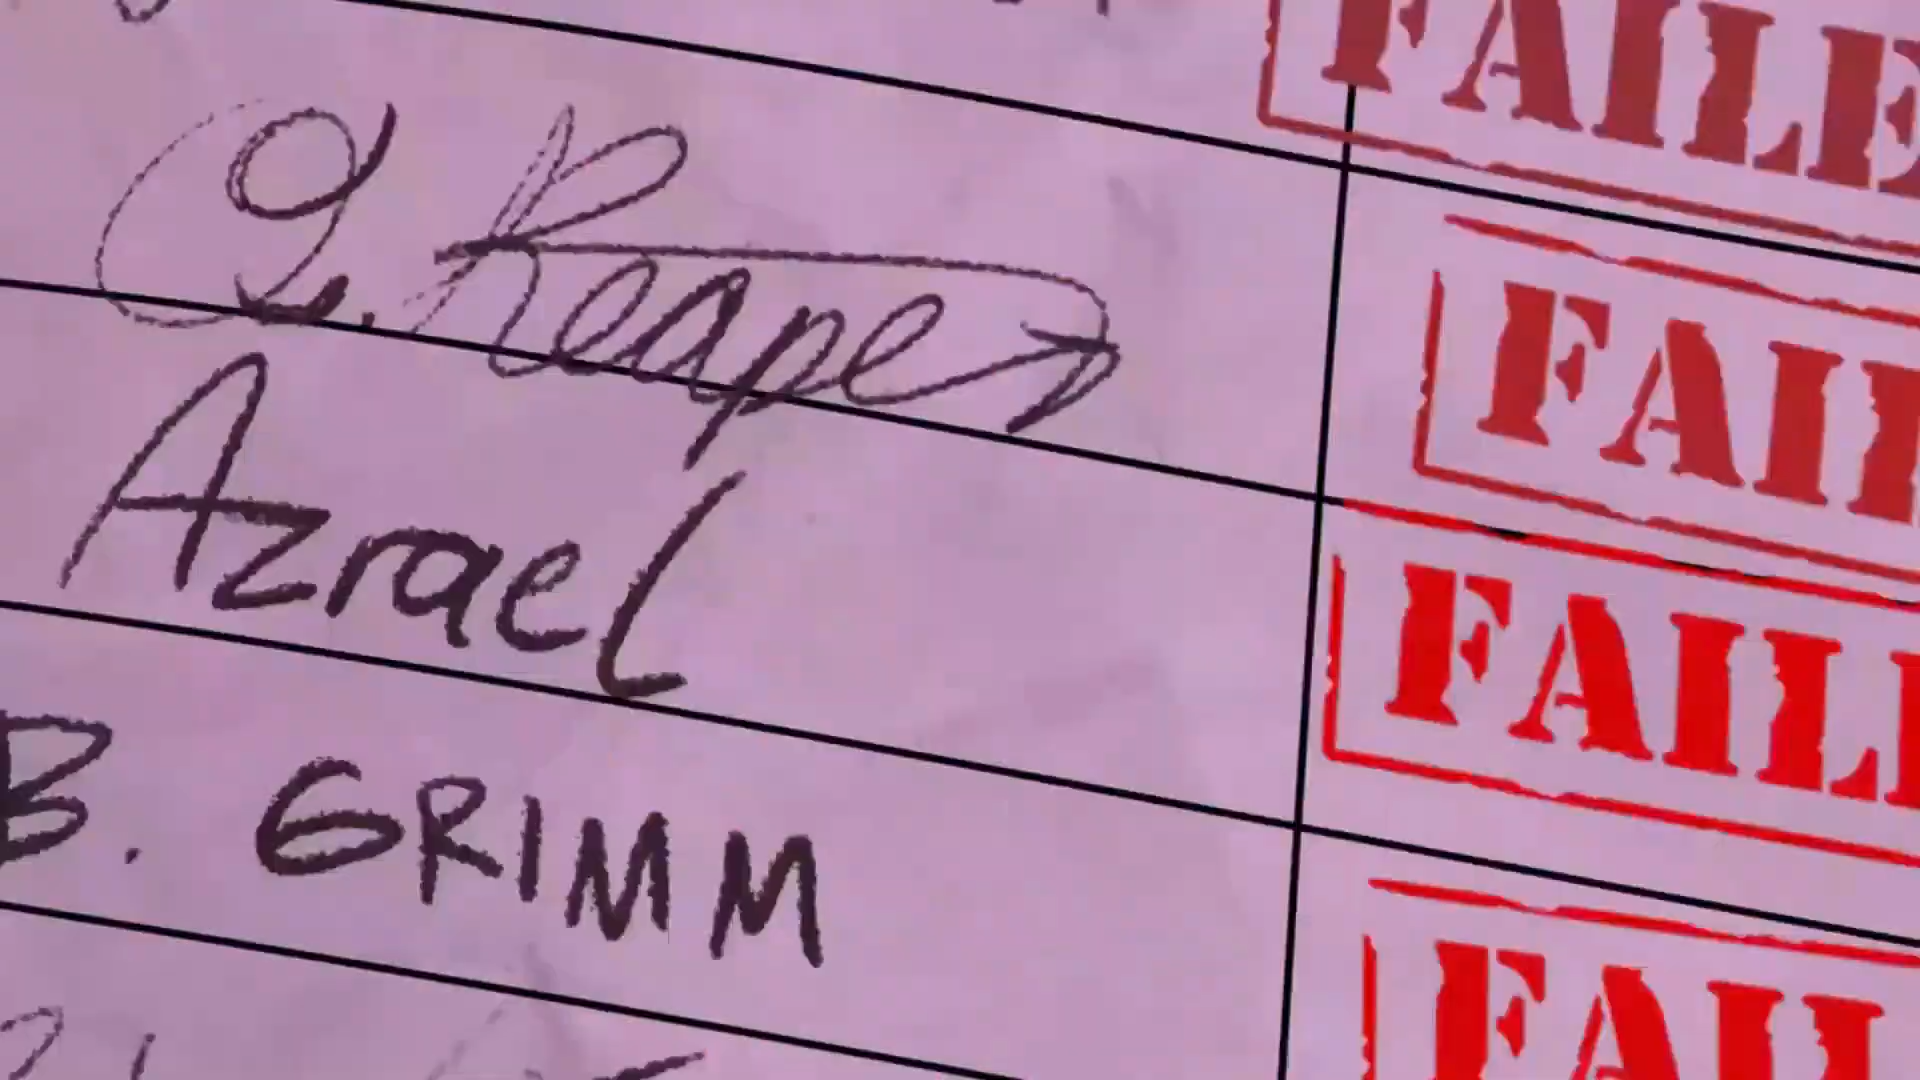 FAILE
G. Reaper FAIL
Azrael FAIL
B. GRIMM FAIL